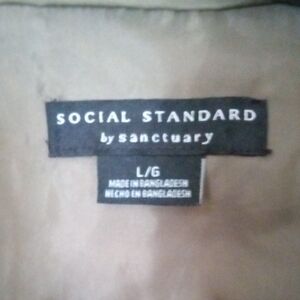 SOCIAL STANDARD
by sanctuary
L/G
MADE IN BANGLADESH
HECHO EN BANGLADESH